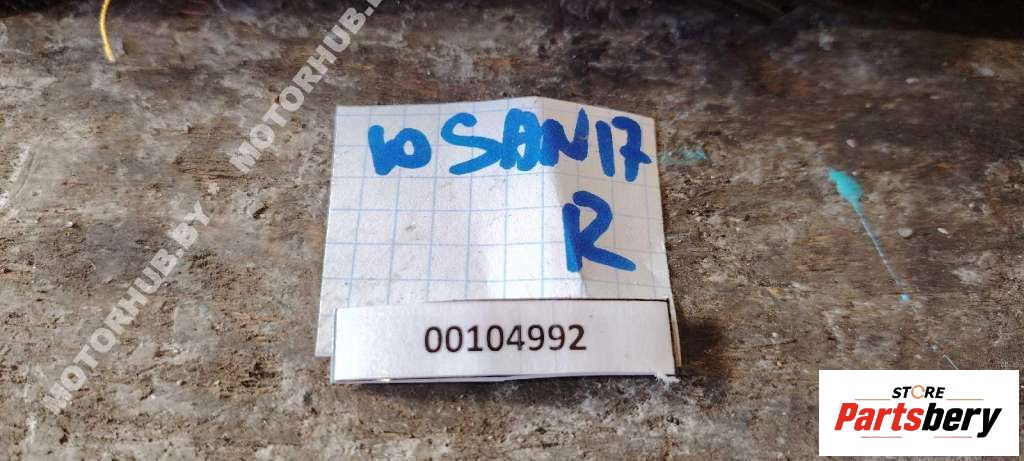 MOTORHUB.BY · MOTORHUB.BY
10 SAN17
R
00104992
STORE
Partsbery